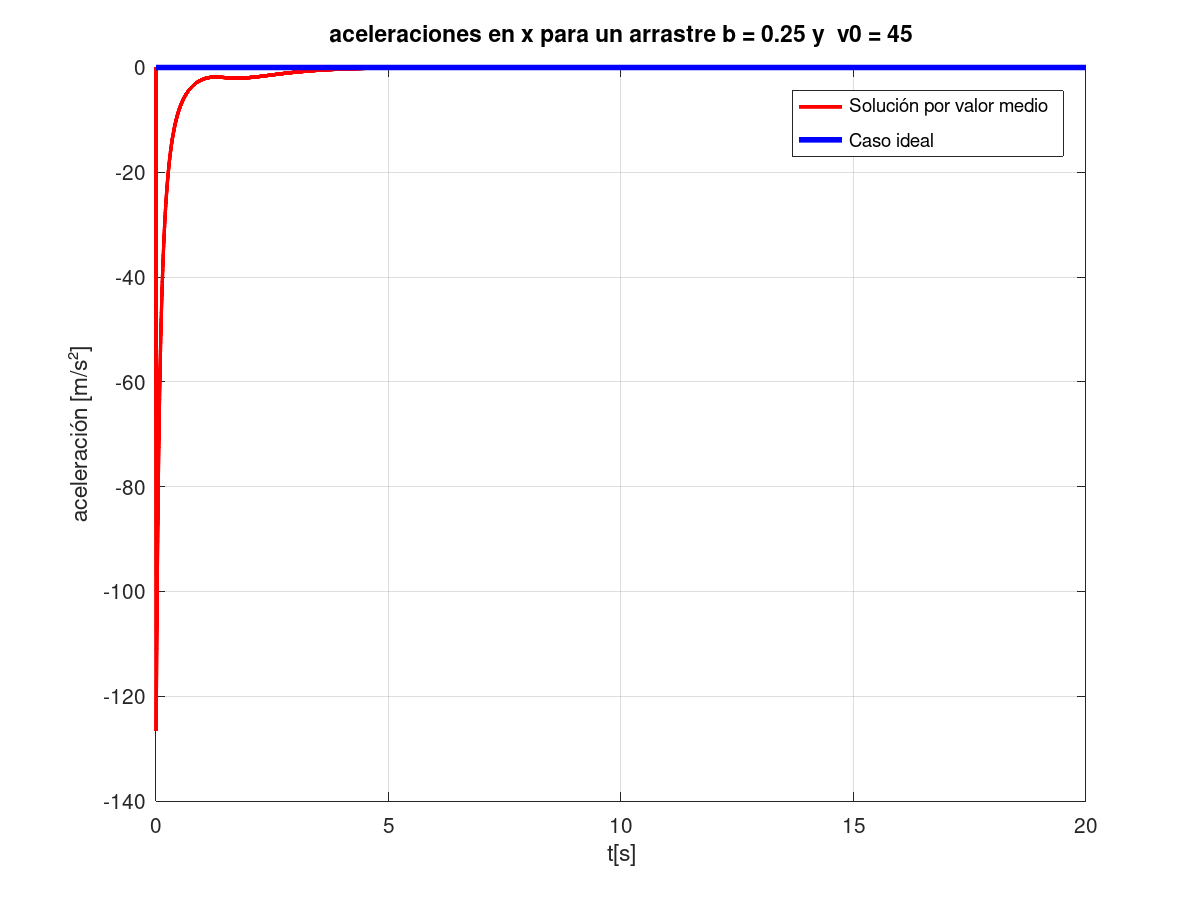 aceleraciones en x para un arrastre b = 0.25 y  v0 = 45
Solución por valor medio
Caso ideal
aceleración [m/s²]
0
-20
-40
-60
-80
-100
-120
-140
0 5 10 15 20
t[s]